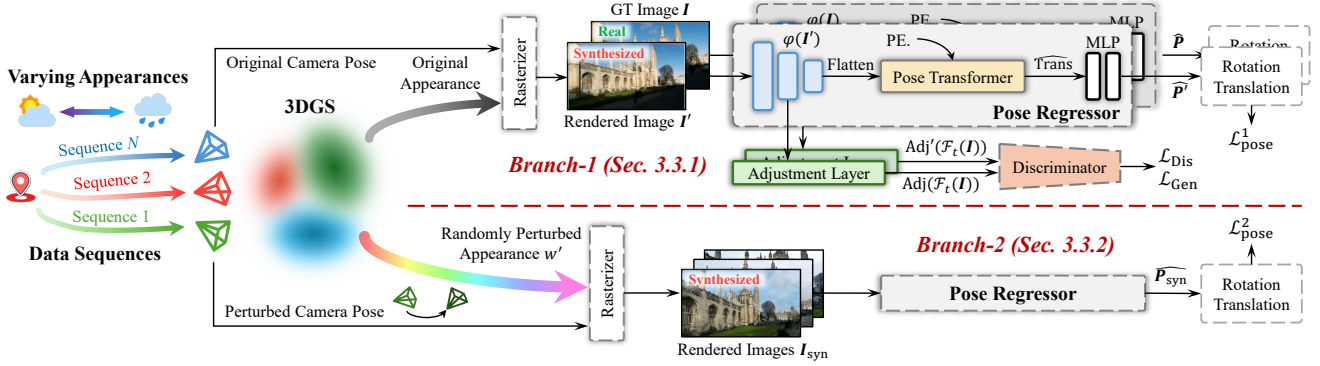 Varying Appearances
Sequence N
Sequence 2
Sequence 1
Data Sequences
Original Camera Pose
3DGS
Original
Appearance
Rasterizer
GT Image I
Real
Synthesized
Rendered Image I′
φ(I)
φ(I′)
PE.
PE.
Flatten
Pose Transformer
Trans
MLP
MLP
Pose Regressor
P̂
P̂′
Rotation
Rotation
Translation
ℒ¹pose
Branch-1 (Sec. 3.3.1)
Adjustment Layer
Adj′(ℱt(I))
Adj(ℱt(I))
Discriminator
ℒDis
ℒGen
Randomly Perturbed
Appearance w′
Perturbed Camera Pose
Rasterizer
Synthesized
Rendered Images Isyn
Branch-2 (Sec. 3.3.2)
Pose Regressor
P̂syn
ℒ²pose
Rotation
Translation